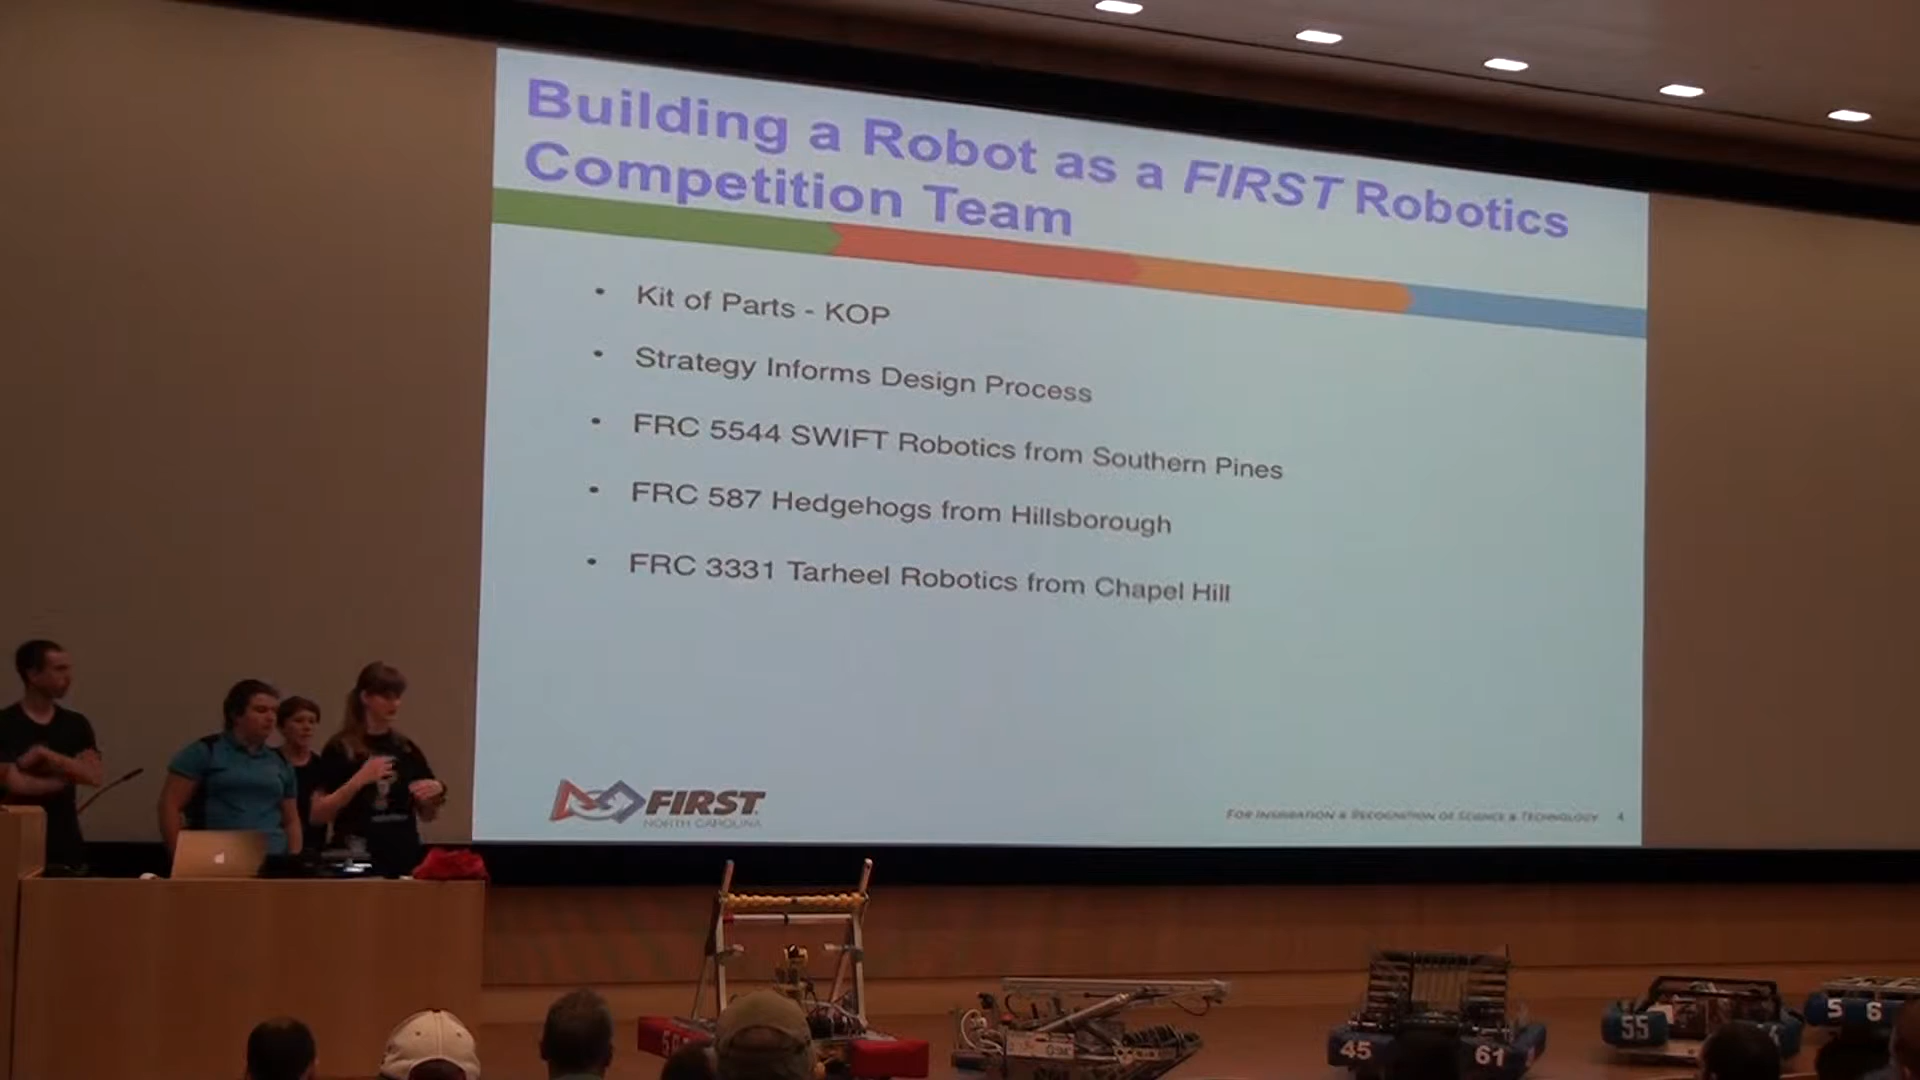 Building a Robot as a FIRST Robotics
Competition Team
• Kit of Parts - KOP
• Strategy Informs Design Process
• FRC 5544 SWIFT Robotics from Southern Pines
• FRC 587 Hedgehogs from Hillsborough
• FRC 3331 Tarheel Robotics from Chapel Hill
FIRST
NORTH CAROLINA
FOR INSPIRATION & RECOGNITION OF SCIENCE & TECHNOLOGY 4
45 61
55
5 6